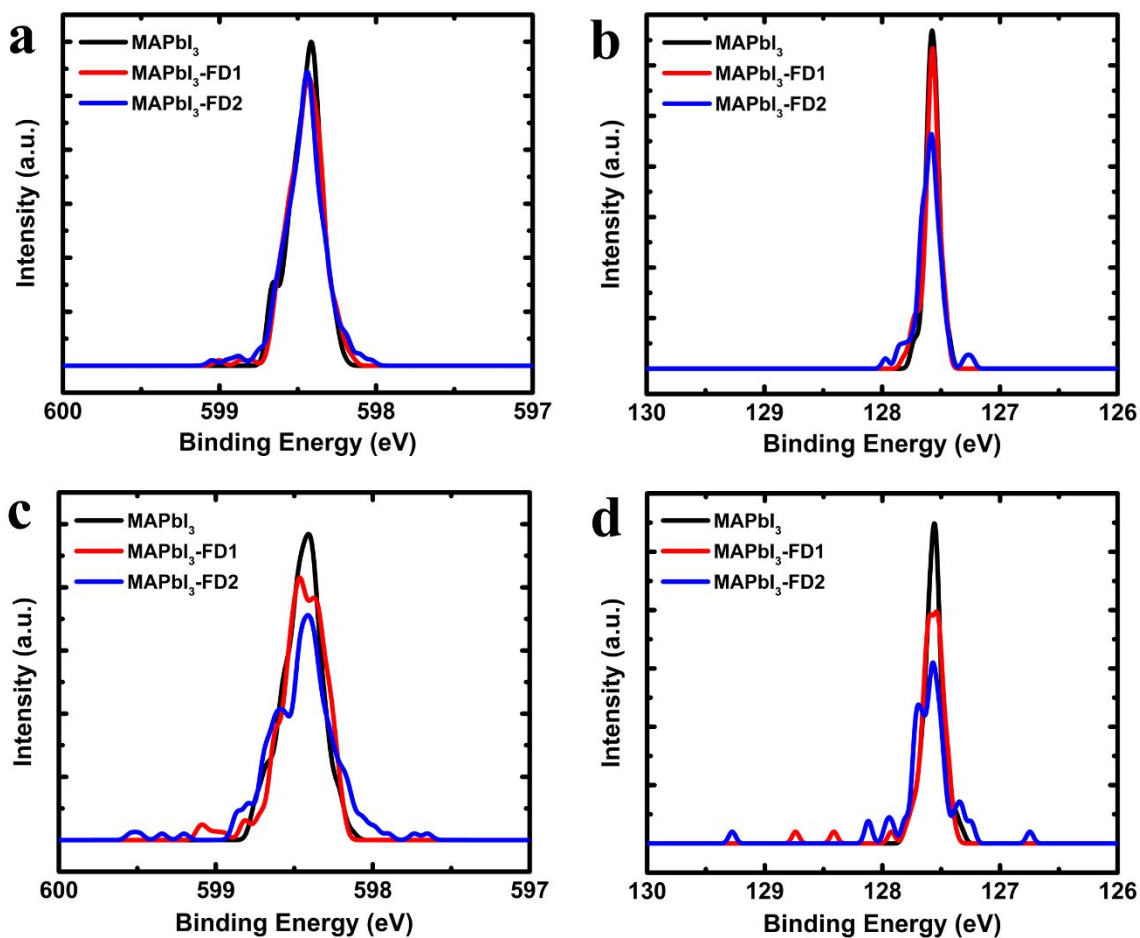 a
MAPbI₃
MAPbI₃-FD1
MAPbI₃-FD2
Intensity (a.u.)
600 599 598 597
Binding Energy (eV)
b
MAPbI₃
MAPbI₃-FD1
MAPbI₃-FD2
Intensity (a.u.)
130 129 128 127 126
Binding Energy (eV)
c
MAPbI₃
MAPbI₃-FD1
MAPbI₃-FD2
Intensity (a.u.)
600 599 598 597
Binding Energy (eV)
d
MAPbI₃
MAPbI₃-FD1
MAPbI₃-FD2
Intensity (a.u.)
130 129 128 127 126
Binding Energy (eV)